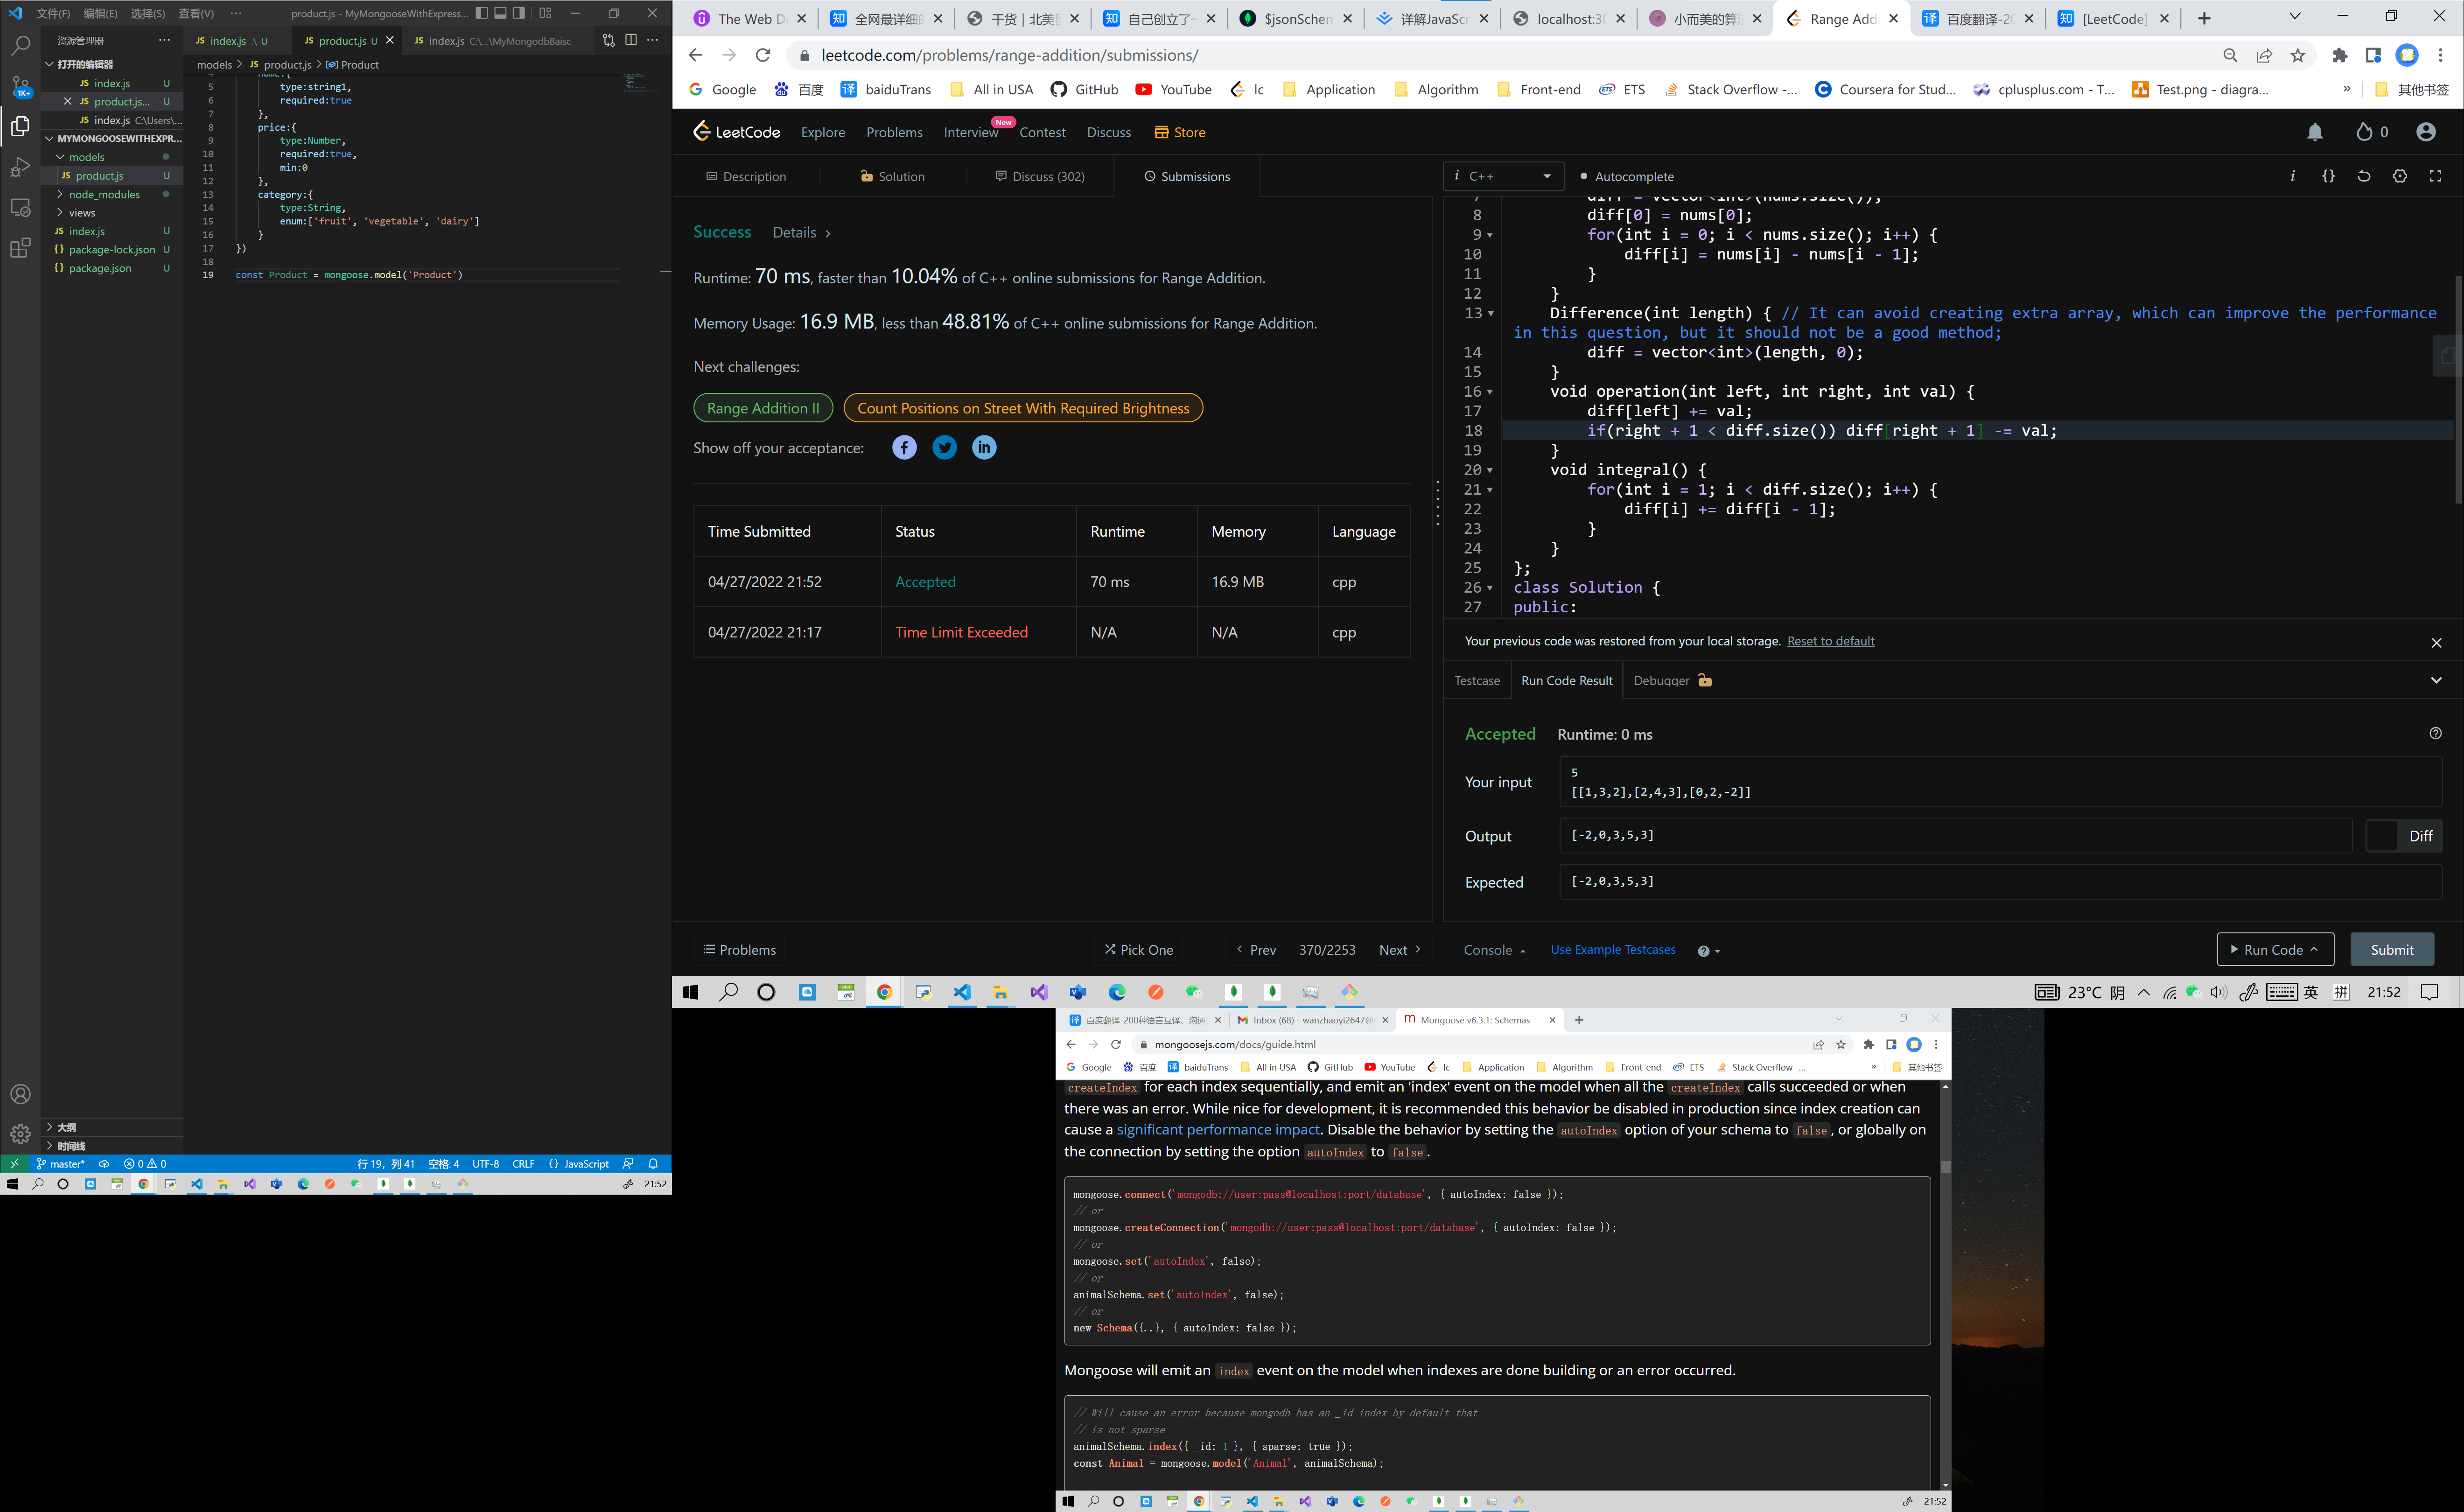 文件(F) 编辑(E) 选择(S) 查看(V) ··· product.js - MyMongooseWithExpress...
资源管理器 ···
打开的编辑器
index.js U
product.js... U
index.js C:\Users\...
MYMONGOOSEWITHEXPR...
models
product.js U
node_modules
views
index.js U
package-lock.json U
package.json U
大纲
时间线
1K+
index.js .\ U product.js U index.js C:\...\MyMongodbBaisc
models > product.js > Product
4 name:{
5 type:string1,
6 required:true
7 },
8 price:{
9 type:Number,
10 required:true,
11 min:0
12 },
13 category:{
14 type:String,
15 enum:['fruit', 'vegetable', 'dairy']
16 }
17 })
18
19 const Product = mongoose.model('Product')
master* 0 0 行 19，列 41 空格: 4 UTF-8 CRLF {} JavaScript
21:52
The Web D 全网最详细的 干货 | 北美 自己创立了一 $jsonSchem 详解JavaScr localhost:30 小而美的算法 Range Addi 百度翻译-20 [LeetCode]
leetcode.com/problems/range-addition/submissions/
Google 百度 baiduTrans All in USA GitHub YouTube lc Application Algorithm Front-end ETS Stack Overflow -... Coursera for Stud... cplusplus.com - T... Test.png - diagra... » 其他书签
LeetCode Explore Problems Interview New Contest Discuss Store 0
Description Solution Discuss (302) Submissions
Success Details >
Runtime: 70 ms, faster than 10.04% of C++ online submissions for Range Addition.
Memory Usage: 16.9 MB, less than 48.81% of C++ online submissions for Range Addition.
Next challenges:
Range Addition II Count Positions on Street With Required Brightness
Show off your acceptance:
Time Submitted Status Runtime Memory Language
04/27/2022 21:52 Accepted 70 ms 16.9 MB cpp
04/27/2022 21:17 Time Limit Exceeded N/A N/A cpp
Problems Pick One < Prev 370/2253 Next >
i C++ Autocomplete
7 diff = vector<int>(nums.size());
8 diff[0] = nums[0];
9 for(int i = 0; i < nums.size(); i++) {
10 diff[i] = nums[i] - nums[i - 1];
11 }
12 }
13 Difference(int length) { // It can avoid creating extra array, which can improve the performance
in this question, but it should not be a good method;
14 diff = vector<int>(length, 0);
15 }
16 void operation(int left, int right, int val) {
17 diff[left] += val;
18 if(right + 1 < diff.size()) diff[right + 1] -= val;
19 }
20 void integral() {
21 for(int i = 1; i < diff.size(); i++) {
22 diff[i] += diff[i - 1];
23 }
24 }
25 };
26 class Solution {
27 public:
Your previous code was restored from your local storage. Reset to default
Testcase Run Code Result Debugger
Accepted Runtime: 0 ms
Your input
5
[[1,3,2],[2,4,3],[0,2,-2]]
Output [-2,0,3,5,3] Diff
Expected [-2,0,3,5,3]
Console Use Example Testcases Run Code Submit
23°C 阴 英 拼 21:52
百度翻译-200种语言互译、沟通 Inbox (68) - wanzhaoyi2647@ Mongoose v6.3.1: Schemas
mongoosejs.com/docs/guide.html
Google 百度 baiduTrans All in USA GitHub YouTube lc Application Algorithm Front-end ETS Stack Overflow -... » 其他书签
createIndex for each index sequentially, and emit an 'index' event on the model when all the createIndex calls succeeded or when
there was an error. While nice for development, it is recommended this behavior be disabled in production since index creation can
cause a significant performance impact. Disable the behavior by setting the autoIndex option of your schema to false, or globally on
the connection by setting the option autoIndex to false.
mongoose.connect('mongodb://user:pass@localhost:port/database', { autoIndex: false });
// or
mongoose.createConnection('mongodb://user:pass@localhost:port/database', { autoIndex: false });
// or
mongoose.set('autoIndex', false);
// or
animalSchema.set('autoIndex', false);
// or
new Schema({..}, { autoIndex: false });
Mongoose will emit an index event on the model when indexes are done building or an error occurred.
// Will cause an error because mongodb has an _id index by default that
// is not sparse
animalSchema.index({ _id: 1 }, { sparse: true });
const Animal = mongoose.model('Animal', animalSchema);
21:52